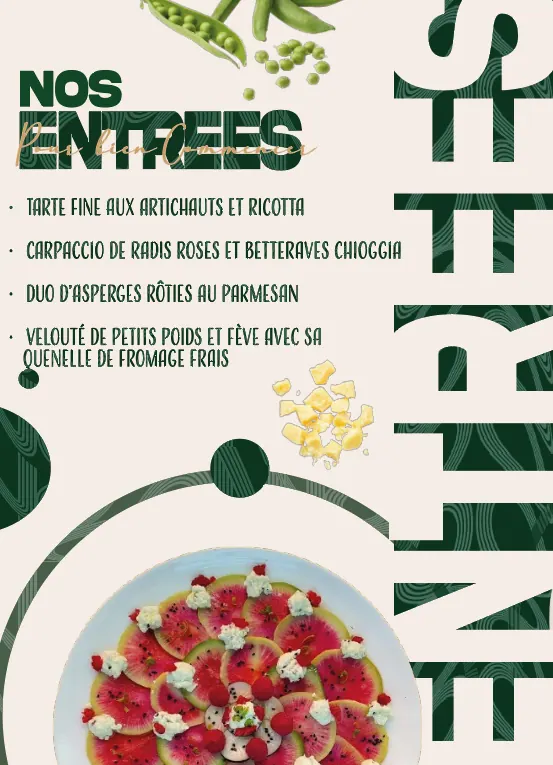 NOS
ENTREES
Pour bien Commencer
· TARTE FINE AUX ARTICHAUTS ET RICOTTA
· CARPACCIO DE RADIS ROSES ET BETTERAVES CHIOGGIA
· DUO D'ASPERGES RÔTIES AU PARMESAN
· VELOUTÉ DE PETITS POIDS ET FÈVE AVEC SA
QUENELLE DE FROMAGE FRAIS
ENTREES